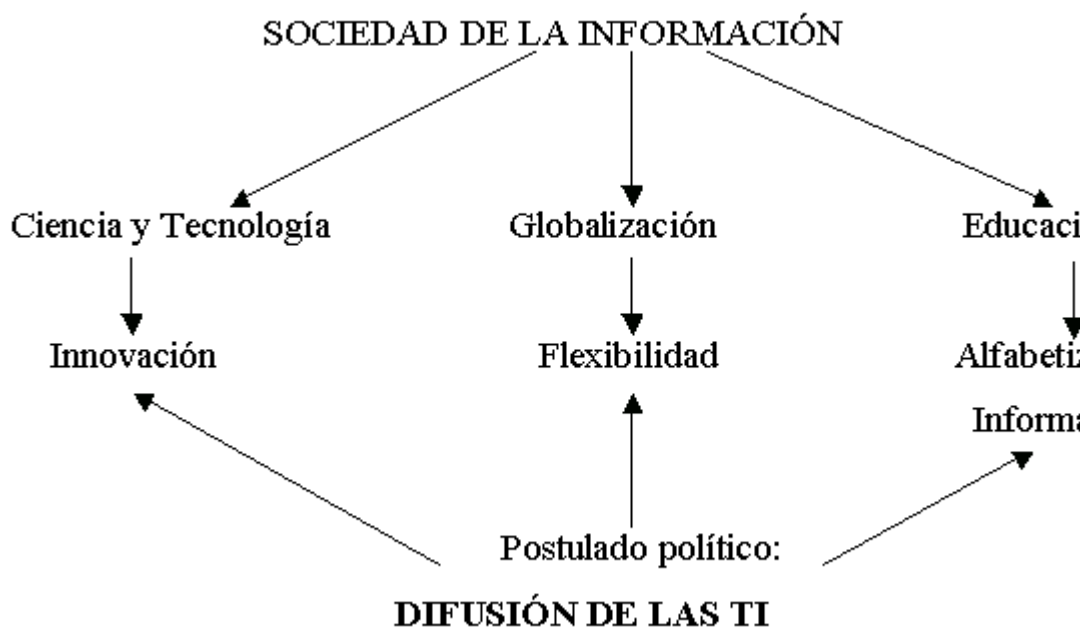 SOCIEDAD DE LA INFORMACIÓN
Ciencia y Tecnología Globalización Educaci
Innovación Flexibilidad Alfabetiz
Informa
Postulado político:
DIFUSIÓN DE LAS TI